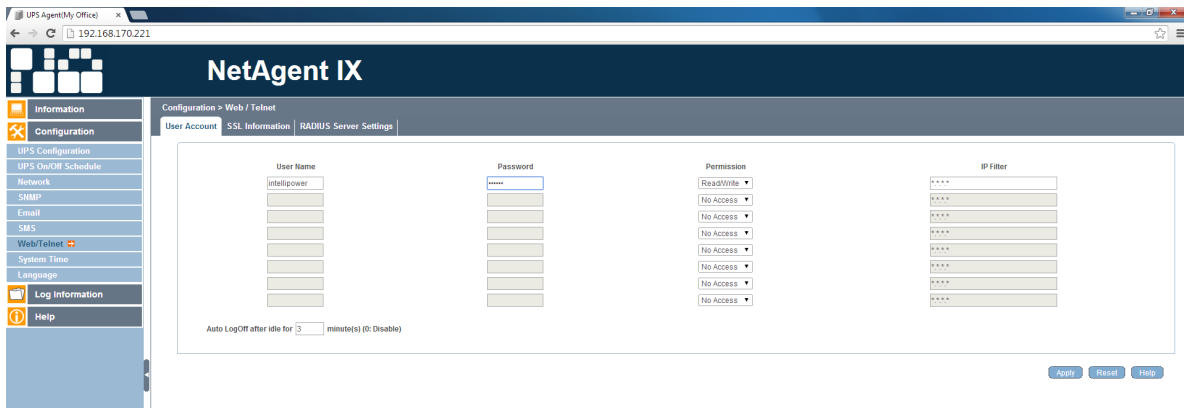 UPS Agent(My Office)
192.168.170.221
NetAgent IX
Information
Configuration
UPS Configuration
UPS On/Off Schedule
Network
SNMP
Email
SMS
Web/Telnet
System Time
Language
Log Information
Help
Configuration > Web / Telnet
User Account SSL Information RADIUS Server Settings
User Name Password Permission IP Filter
intellipower •••••• Read/Write *.*.*.*
No Access *.*.*.*
No Access *.*.*.*
No Access *.*.*.*
No Access *.*.*.*
No Access *.*.*.*
No Access *.*.*.*
No Access *.*.*.*
Auto LogOff after idle for 3 minute(s) (0: Disable)
Apply Reset Help